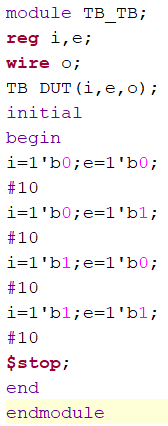 module TB_TB;
reg i,e;
wire o;
TB DUT(i,e,o);
initial
begin
i=1'b0;e=1'b0;
#10
i=1'b0;e=1'b1;
#10
i=1'b1;e=1'b0;
#10
i=1'b1;e=1'b1;
#10
$stop;
end
endmodule